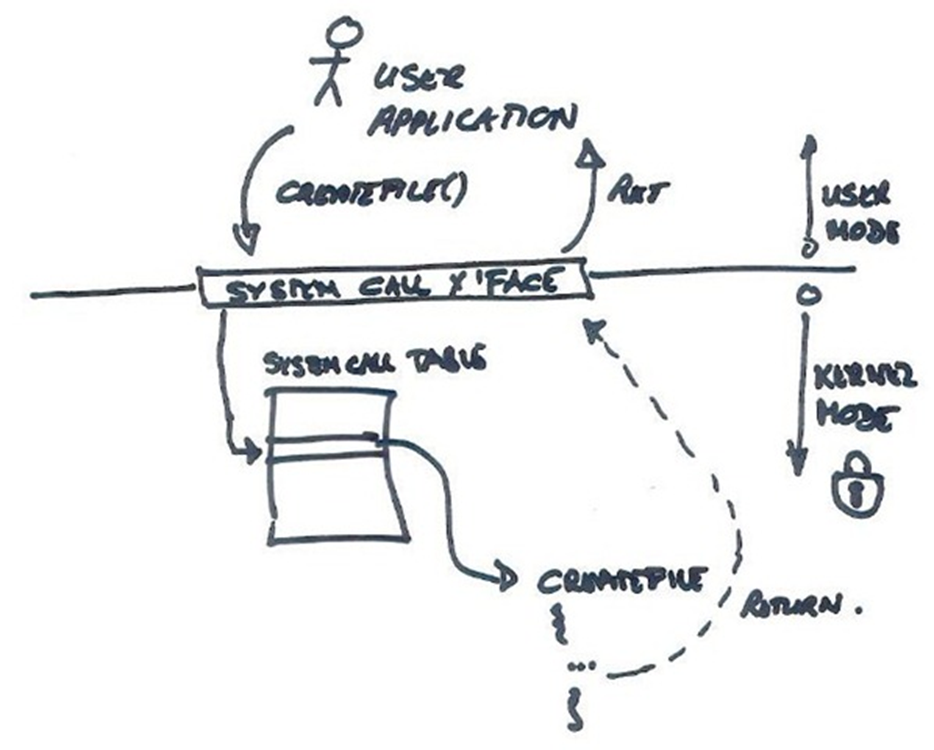 USER
APPLICATION
CREATEFILE()
RET
USER
MODE
SYSTEM CALL I'FACE
SYSTEM CALL TABLE
KERNEL
MODE
CREATEFILE
{
...
}
RETURN.